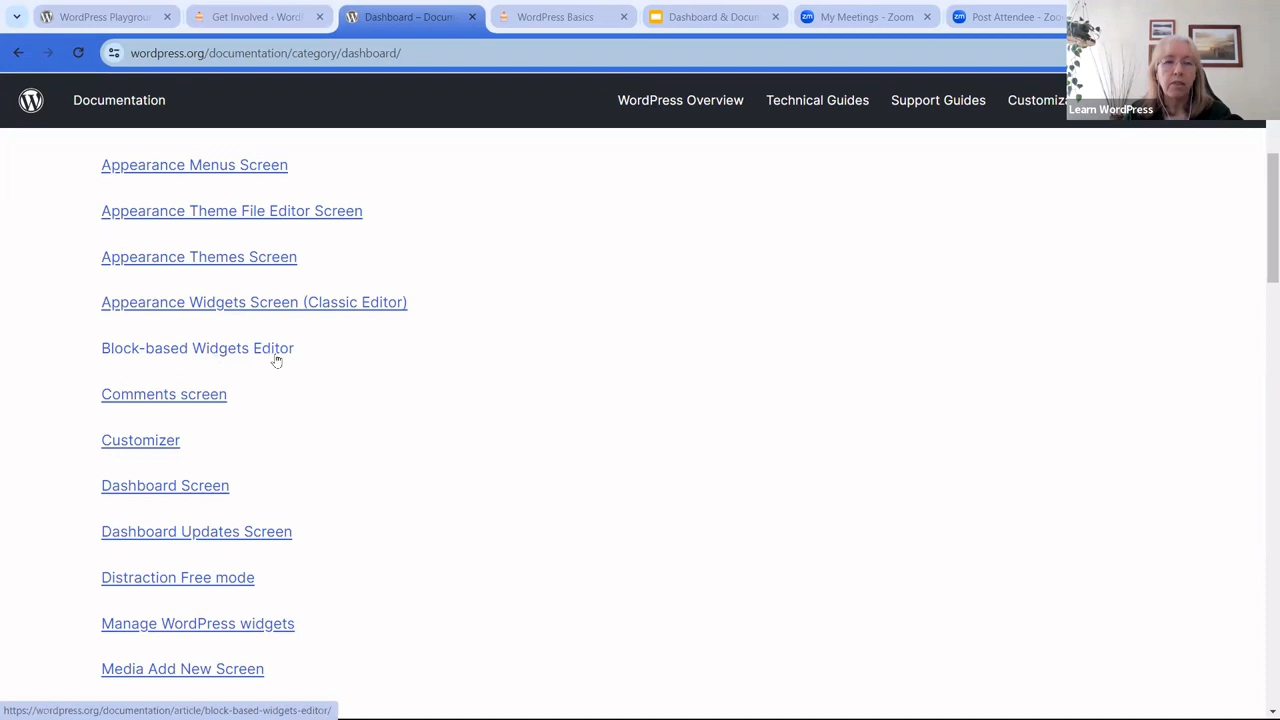 WordPress Playgrou
Get Involved ‹ Word
Dashboard – Docum
WordPress Basics
Dashboard & Docum
My Meetings - Zoom
Post Attendee - Zoo
wordpress.org/documentation/category/dashboard/
Documentation
WordPress Overview
Technical Guides
Support Guides
Customiza
Learn WordPress
Appearance Menus Screen
Appearance Theme File Editor Screen
Appearance Themes Screen
Appearance Widgets Screen (Classic Editor)
Block-based Widgets Editor
Comments screen
Customizer
Dashboard Screen
Dashboard Updates Screen
Distraction Free mode
Manage WordPress widgets
Media Add New Screen
https://wordpress.org/documentation/article/block-based-widgets-editor/